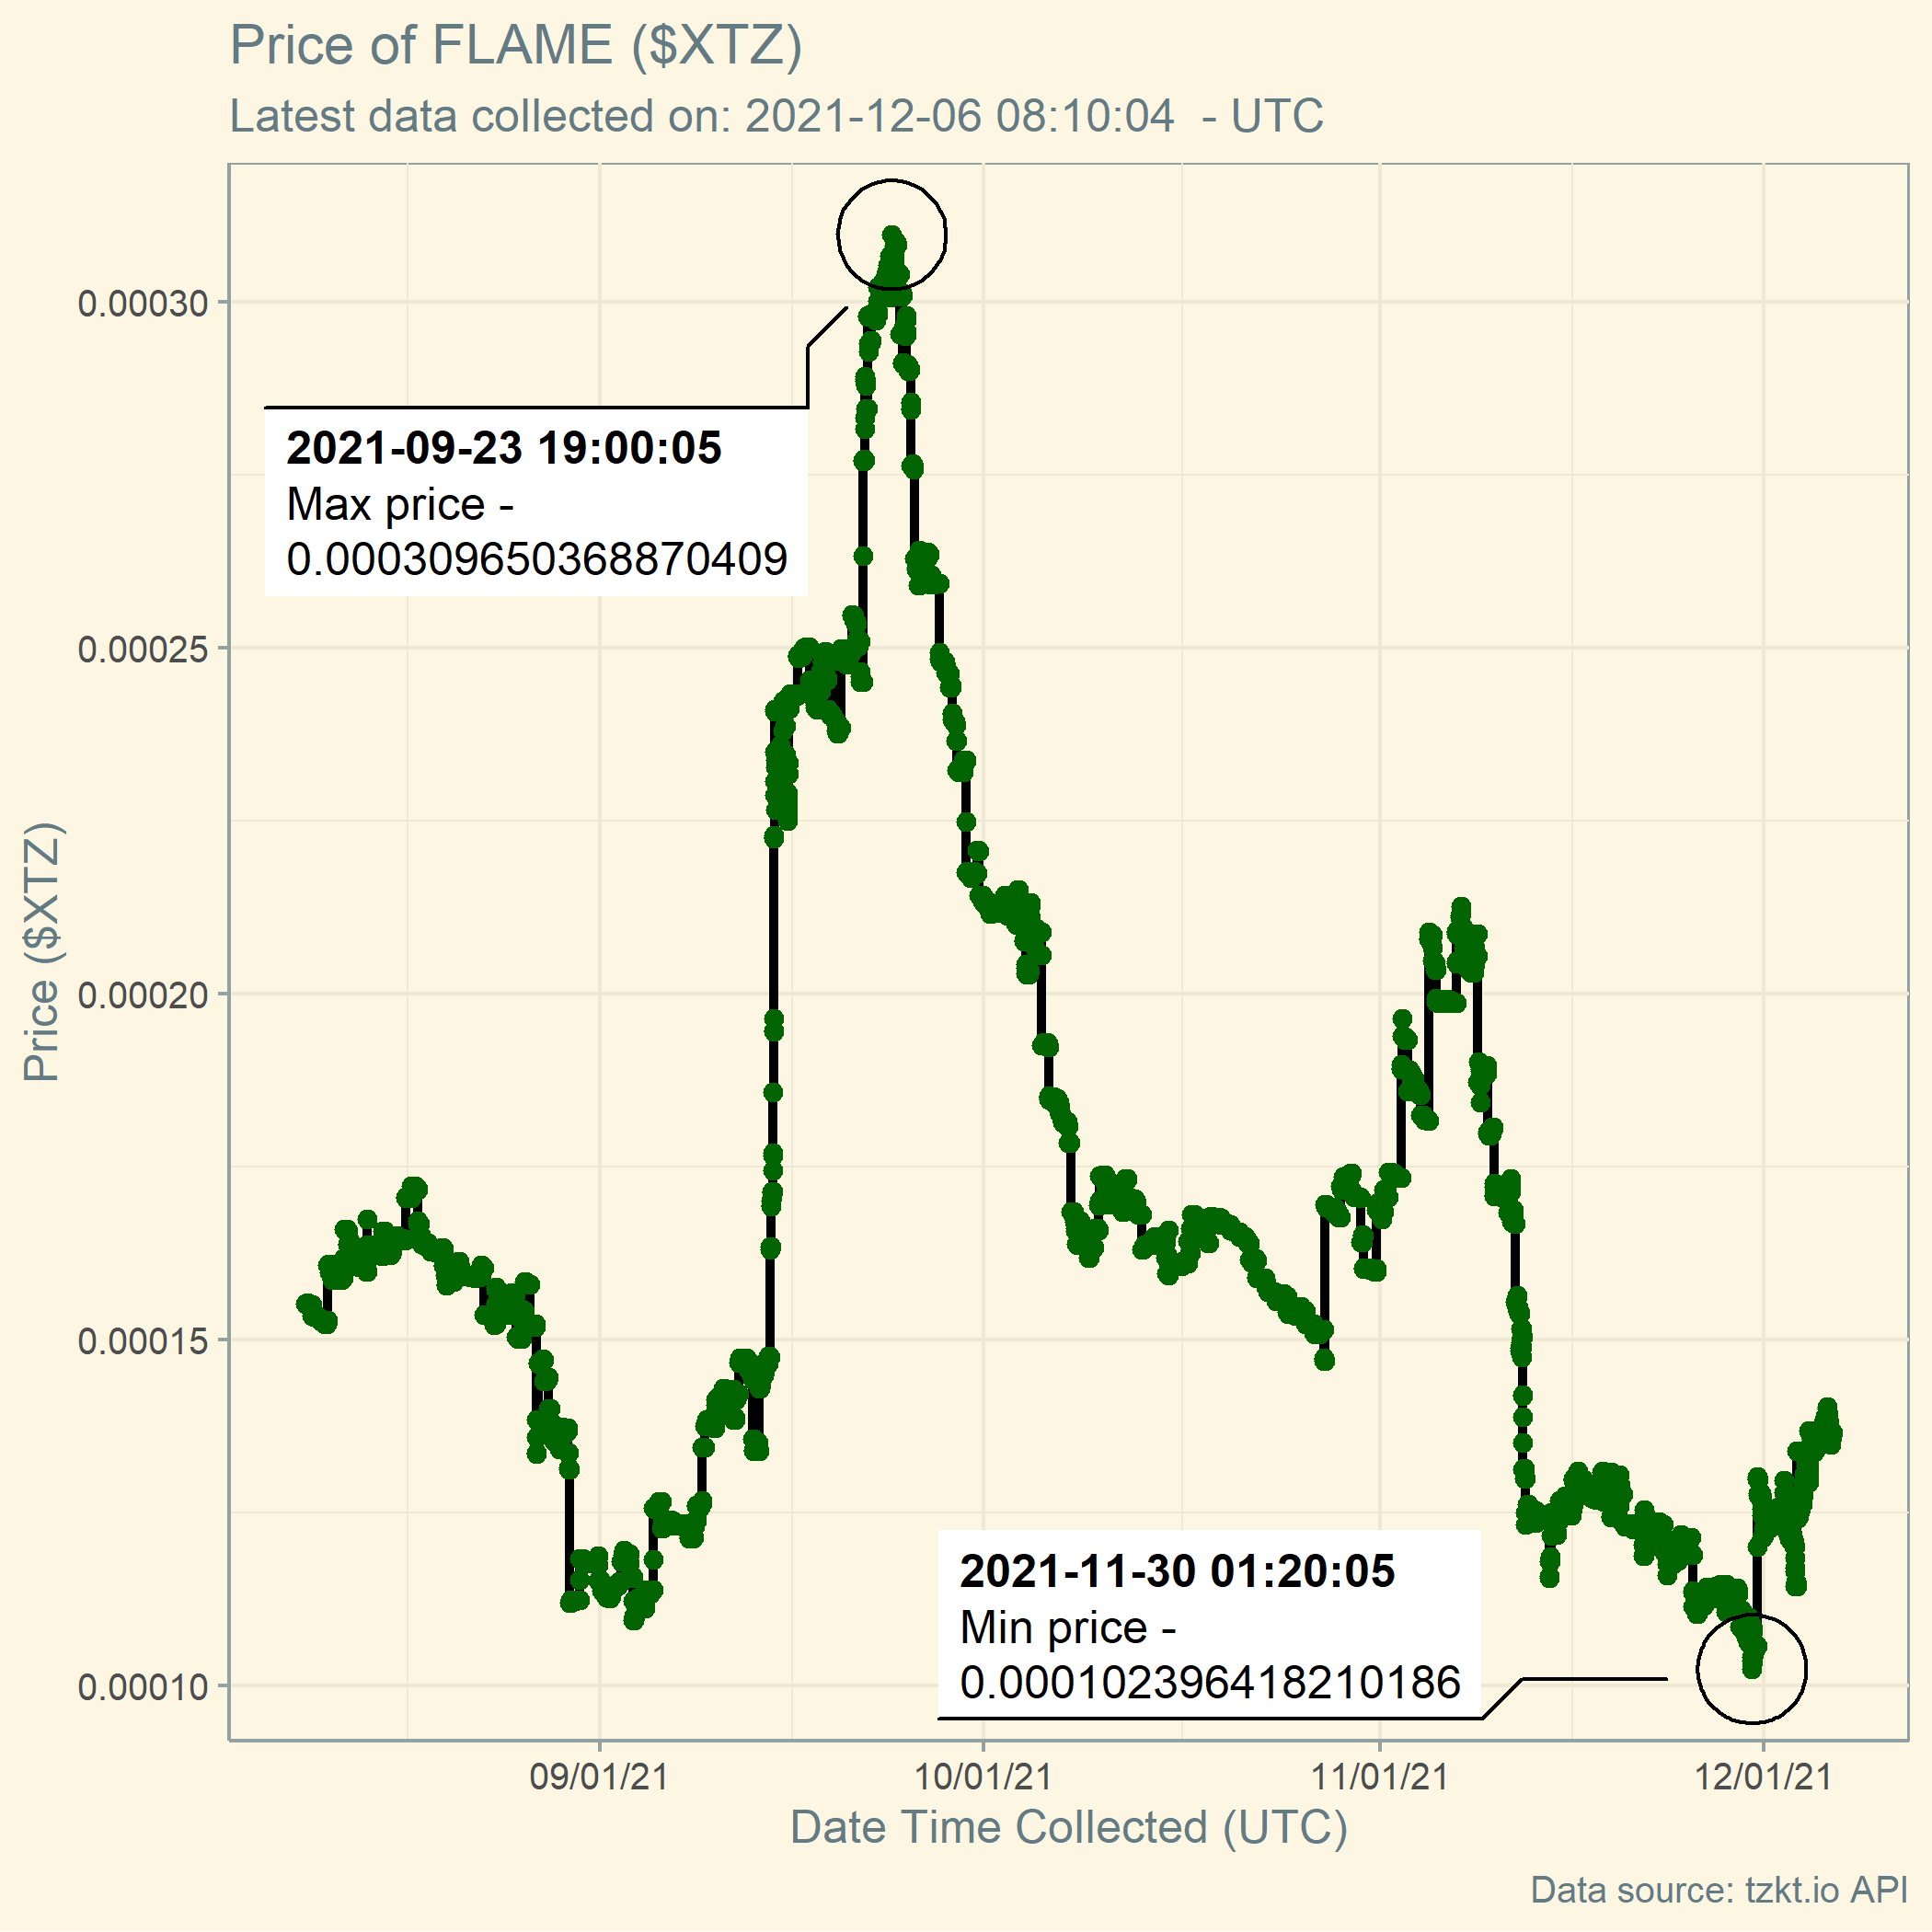 Price of FLAME ($XTZ)
Latest data collected on: 2021-12-06 08:10:04 - UTC
Price ($XTZ)
0.00030
0.00025
0.00020
0.00015
0.00010
2021-09-23 19:00:05
Max price -
0.000309650368870409
2021-11-30 01:20:05
Min price -
0.000102396418210186
09/01/21
10/01/21
11/01/21
12/01/21
Date Time Collected (UTC)
Data source: tzkt.io API